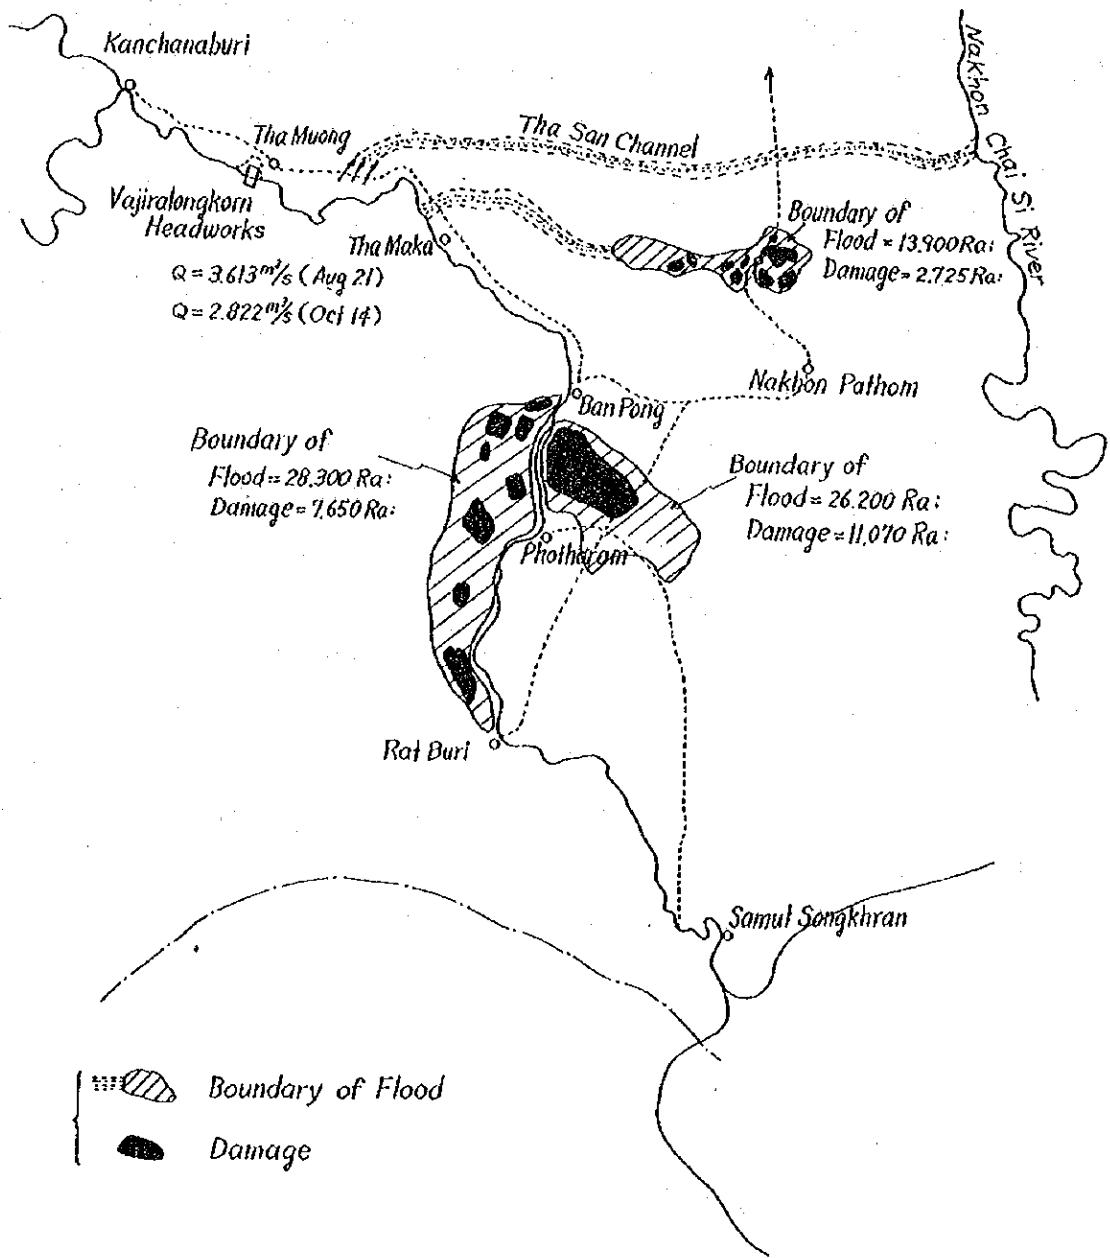 Kanchanaburi
Tha Muong
Tha San Channel
Nakhon Chai Si River
Vajiralongkorn
Headworks
Tha Maka
Q = 3.613 m³/s (Aug 21)
Q = 2.822 m³/s (Oct 14)
Boundary of
Flood = 13.900 Ra:
Damage = 2.725 Ra:
Nakhon Pathom
Ban Pong
Boundary of
Flood = 28.300 Ra:
Damage = 7,650 Ra:
Boundary of
Flood = 26.200 Ra:
Damage = 11,070 Ra:
Photharam
Rat Buri
Samut Songkhran
Boundary of Flood
Damage